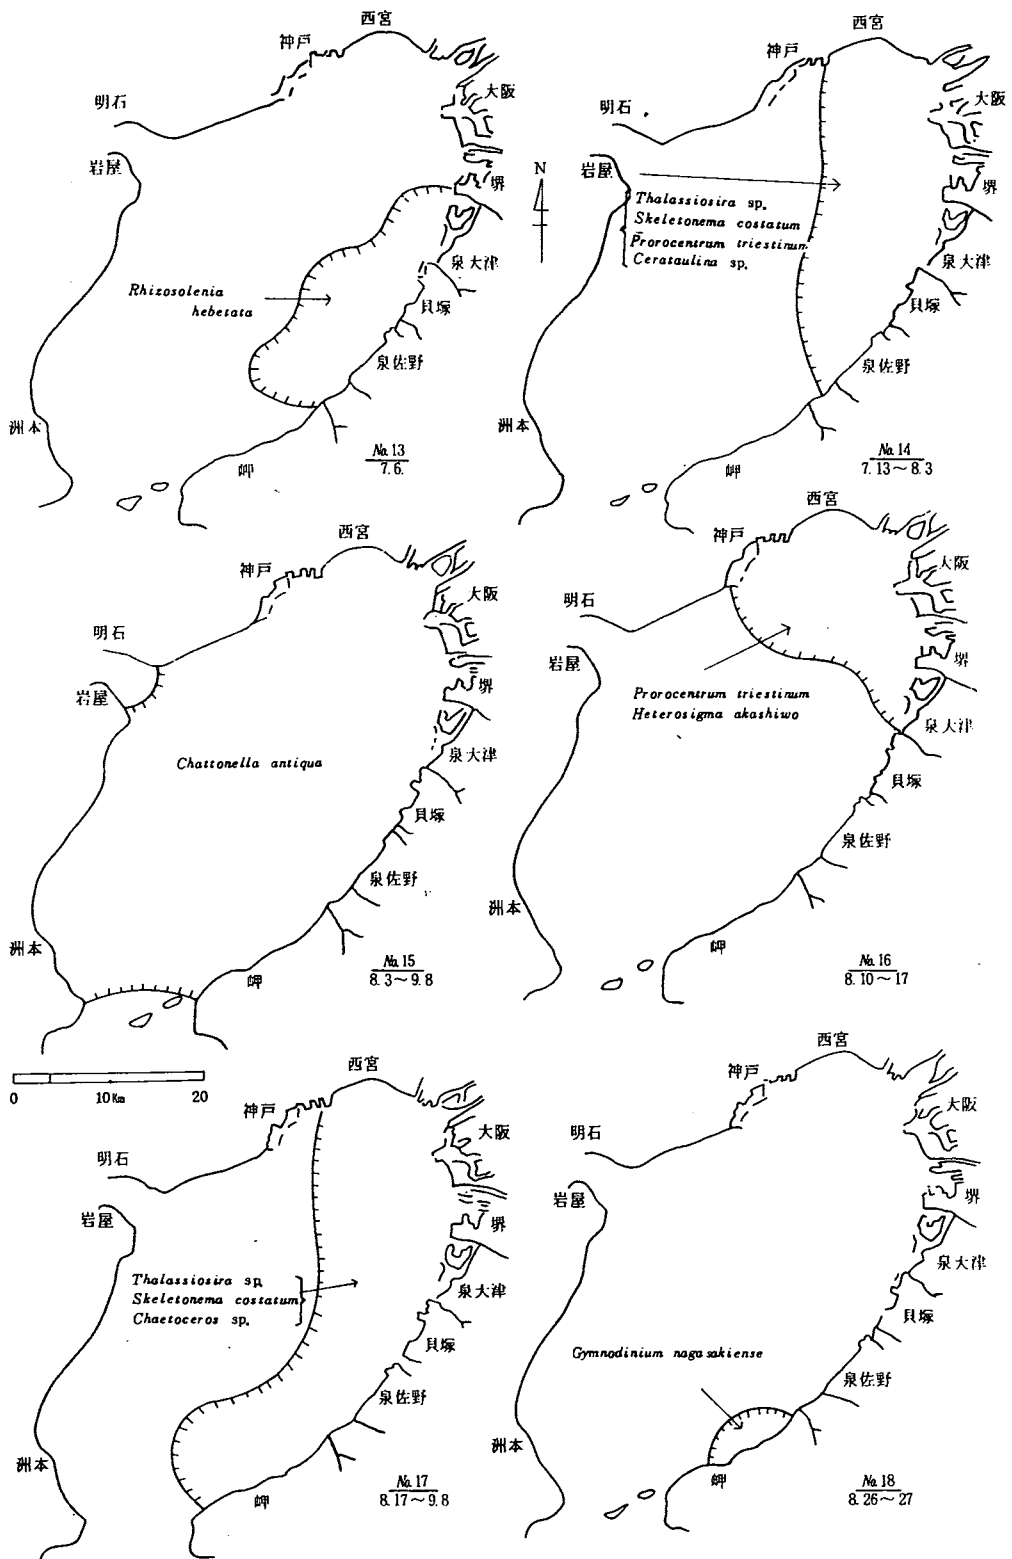 西宮
神戸
大阪
明石
岩屋
堺
泉大津
Rhizosolenia
hebetata
貝塚
泉佐野
洲本
岬
No.13
7.6.
N
西宮
神戸
大阪
明石
岩屋
堺
Thalassiosira sp.
Skeletonema costatum
Prorocentrum triestinum
Cerataulina sp.
泉大津
貝塚
泉佐野
洲本
岬
No.14
7.13～8.3
西宮
神戸
大阪
明石
岩屋
堺
泉大津
Chattonella antiqua
貝塚
泉佐野
洲本
岬
No.15
8.3～9.8
0 10Km 20
西宮
神戸
大阪
明石
岩屋
堺
Prorocentrum triestinum
Heterosigma akashiwo
泉大津
貝塚
泉佐野
洲本
岬
No.16
8.10～17
西宮
神戸
大阪
明石
岩屋
堺
Thalassiosira sp.
Skeletonema costatum
Chaetoceros sp.
泉大津
貝塚
泉佐野
洲本
岬
No.17
8.17～9.8
西宮
神戸
大阪
明石
岩屋
堺
泉大津
貝塚
Gymnodinium nagasakiense
泉佐野
洲本
岬
No.18
8.26～27